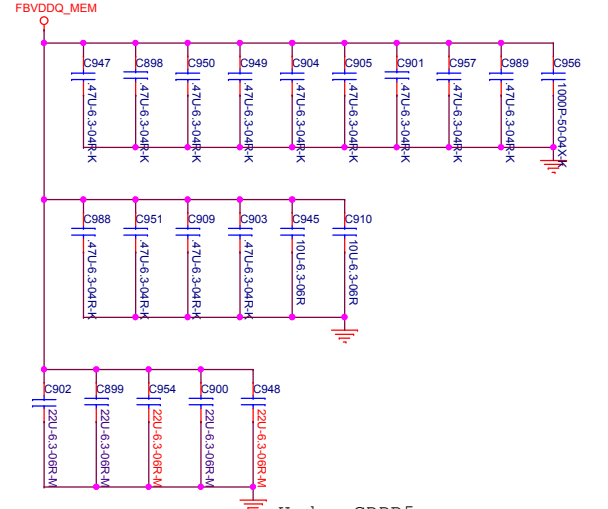 FBVDDQ_MEM
C947 C898 C950 C949 C904 C905 C901 C957 C989 C956
.47U-6.3-04R-K .47U-6.3-04R-K .47U-6.3-04R-K .47U-6.3-04R-K .47U-6.3-04R-K .47U-6.3-04R-K .47U-6.3-04R-K .47U-6.3-04R-K .47U-6.3-04R-K 1000P-50-04X-K
C988 C951 C909 C903 C945 C910
.47U-6.3-04R-K .47U-6.3-04R-K .47U-6.3-04R-K .47U-6.3-04R-K 10U-6.3-06R 10U-6.3-06R
C902 C899 C954 C900 C948
22U-6.3-06R-M 22U-6.3-06R-M 22U-6.3-06R-M 22U-6.3-06R-M 22U-6.3-06R-M